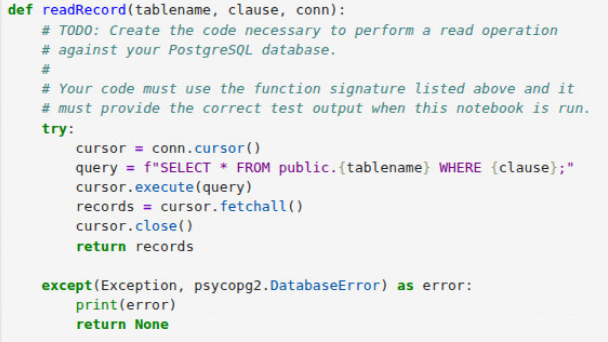 def readRecord(tablename, clause, conn):
    # TODO: Create the code necessary to perform a read operation
    # against your PostgreSQL database.
    #
    # Your code must use the function signature listed above and it
    # must provide the correct test output when this notebook is run.
    try:
        cursor = conn.cursor()
        query = f"SELECT * FROM public.{tablename} WHERE {clause};"
        cursor.execute(query)
        records = cursor.fetchall()
        cursor.close()
        return records

    except(Exception, psycopg2.DatabaseError) as error:
        print(error)
        return None